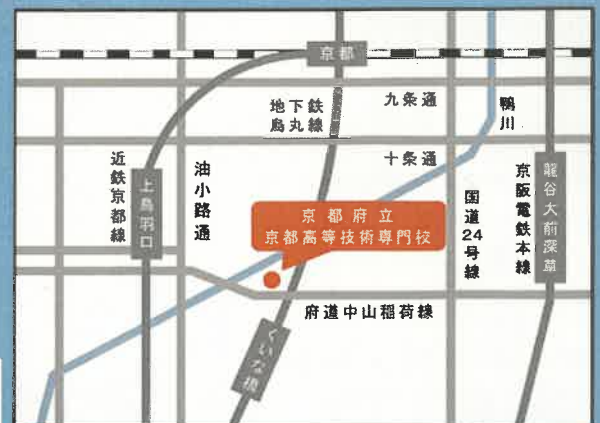 京都
九条通
地下鉄
烏丸線
鴨川
十条通
近鉄京都線
上鳥羽口
油小路通
京都府立
京都高等技術専門校
国道24号線
京阪電鉄本線
龍谷大前深草
府道中山稲荷線
くいな橋